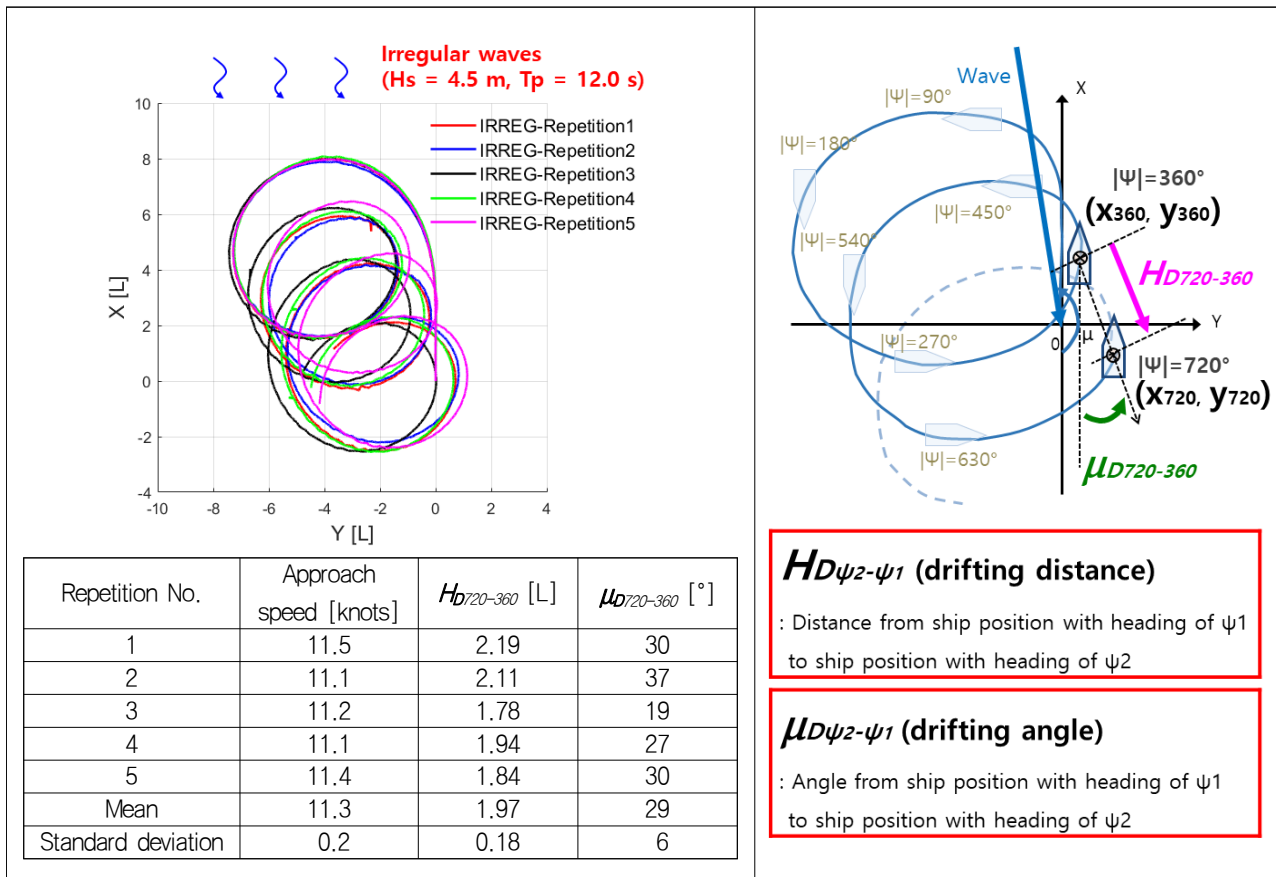 Irregular waves
(Hs = 4.5 m, Tp = 12.0 s)
IRREG-Repetition1
IRREG-Repetition2
IRREG-Repetition3
IRREG-Repetition4
IRREG-Repetition5
10
8
6
4
2
0
-2
-4
X [L]
-10
-8
-6
-4
-2
0
2
4
Y [L]
Repetition No.
Approach speed [knots]
HD720-360 [L]
μD720-360 [°]
1 11.5 2.19 30
2 11.1 2.11 37
3 11.2 1.78 19
4 11.1 1.94 27
5 11.4 1.84 30
Mean 11.3 1.97 29
Standard deviation 0.2 0.18 6
Wave
X
|Ψ|=90°
|Ψ|=180°
|Ψ|=360°
(x360, y360)
|Ψ|=450°
|Ψ|=540°
HD720-360
Y
0
μ
|Ψ|=270°
|Ψ|=720°
(x720, y720)
|Ψ|=630°
μD720-360
HDψ2-ψ1 (drifting distance)
: Distance from ship position with heading of ψ1
to ship position with heading of ψ2
μDψ2-ψ1 (drifting angle)
: Angle from ship position with heading of ψ1
to ship position with heading of ψ2